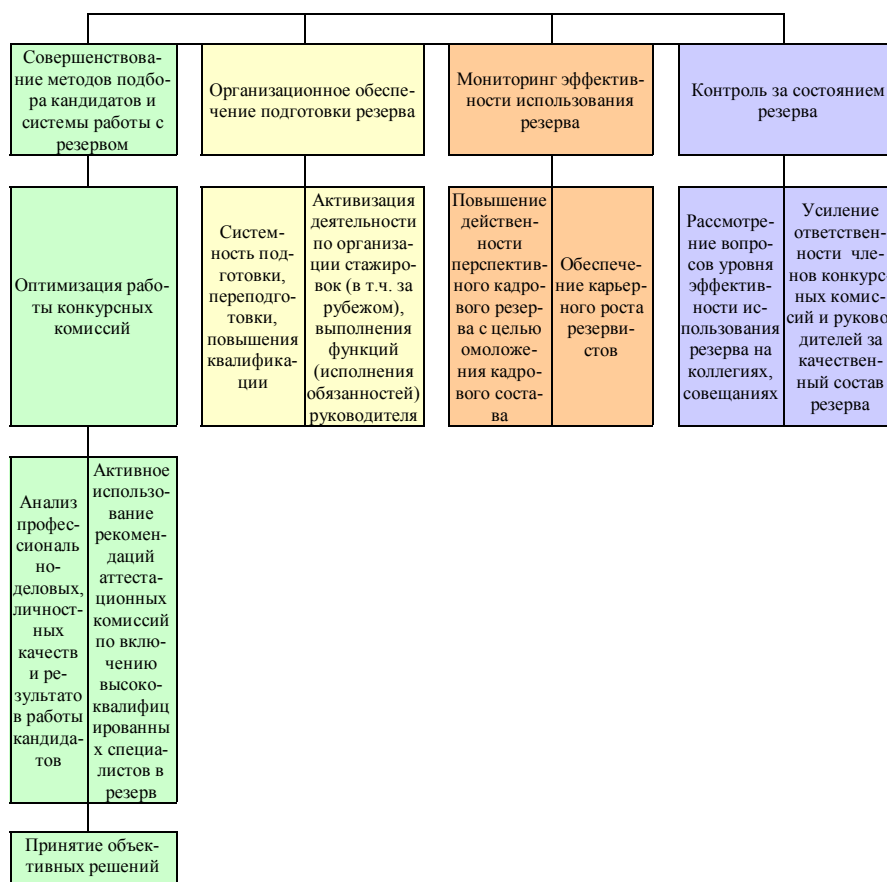 Совершенствова-
ние методов подбо-
ра кандидатов и
системы работы с
резервом
Организационное обеспе-
чение подготовки резерва
Мониторинг эффектив-
ности использования
резерва
Контроль за состоянием
резерва
Оптимизация рабо-
ты конкурсных
комиссий
Систем-
ность под-
готовки,
переподго-
товки,
повышения
квалифика-
ции
Активизация
деятельности
по организа-
ции стажиро-
вок (в т.ч. за
рубежом),
выполнения
функций
(исполнения
обязанностей)
руководителя
Повышение
действен-
ности
перспектив-
ного кадро-
вого резер-
ва с целью
омоложе-
ния кадро-
вого соста-
ва
Обеспече-
ние карьер-
ного роста
резерви-
стов
Рассмотре-
ние вопро-
сов уровня
эффектив-
ности ис-
пользования
резерва на
коллегиях,
совещаниях
Усиление
ответствен-
ности чле-
нов конкурс-
ных комис-
сий и руково-
дителей за
качествен-
ный состав
резерва
Анализ
профес-
сиональ
но-
деловых,
личност-
ных
качеств
и ре-
зультато
в работы
кандида-
тов
Активное
использо-
вание
рекомен-
даций
аттеста-
ционных
комиссий
по вклю-
чению
высоко-
квалифиц
ированны
х специа-
листов в
резерв
Принятие объек-
тивных решений